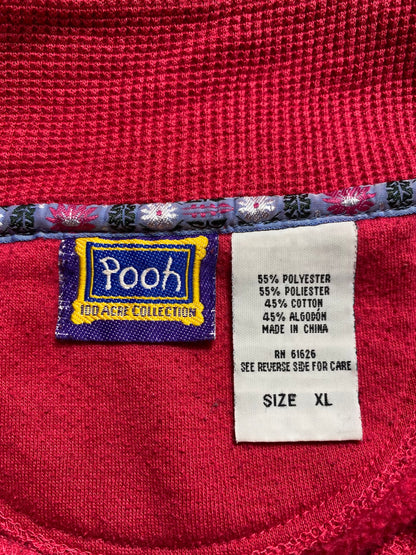 Pooh
100 ACRE COLLECTION
55% POLYESTER
55% POLIESTER
45% COTTON
45% ALGODÓN
MADE IN CHINA
RN 61626
SEE REVERSE SIDE FOR CARE
SIZE XL